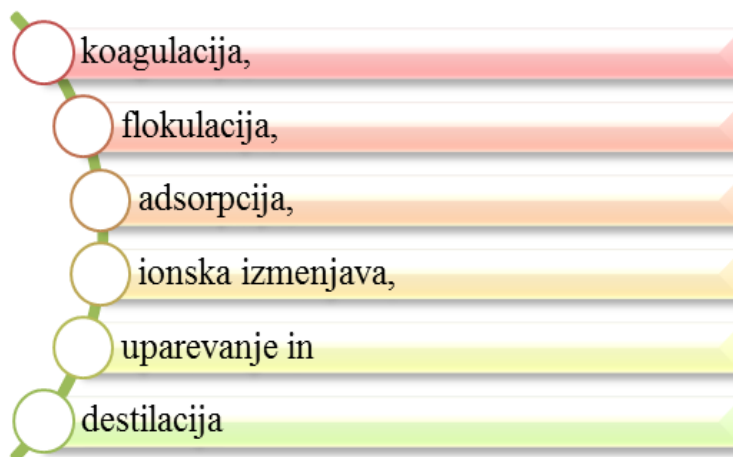 koagulacija,
flokulacija,
adsorpcija,
ionska izmenjava,
uparevanje in
destilacija